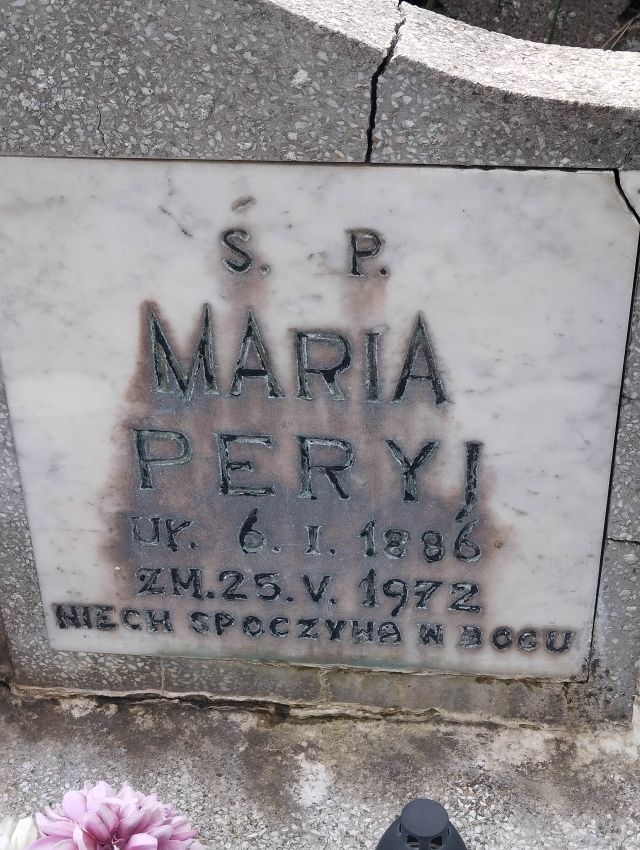 Ś. P.
MARIA
PERYJ
UR. 6. I. 1886
ZM. 25. V. 1972
NIECH SPOCZYWA W BOGU